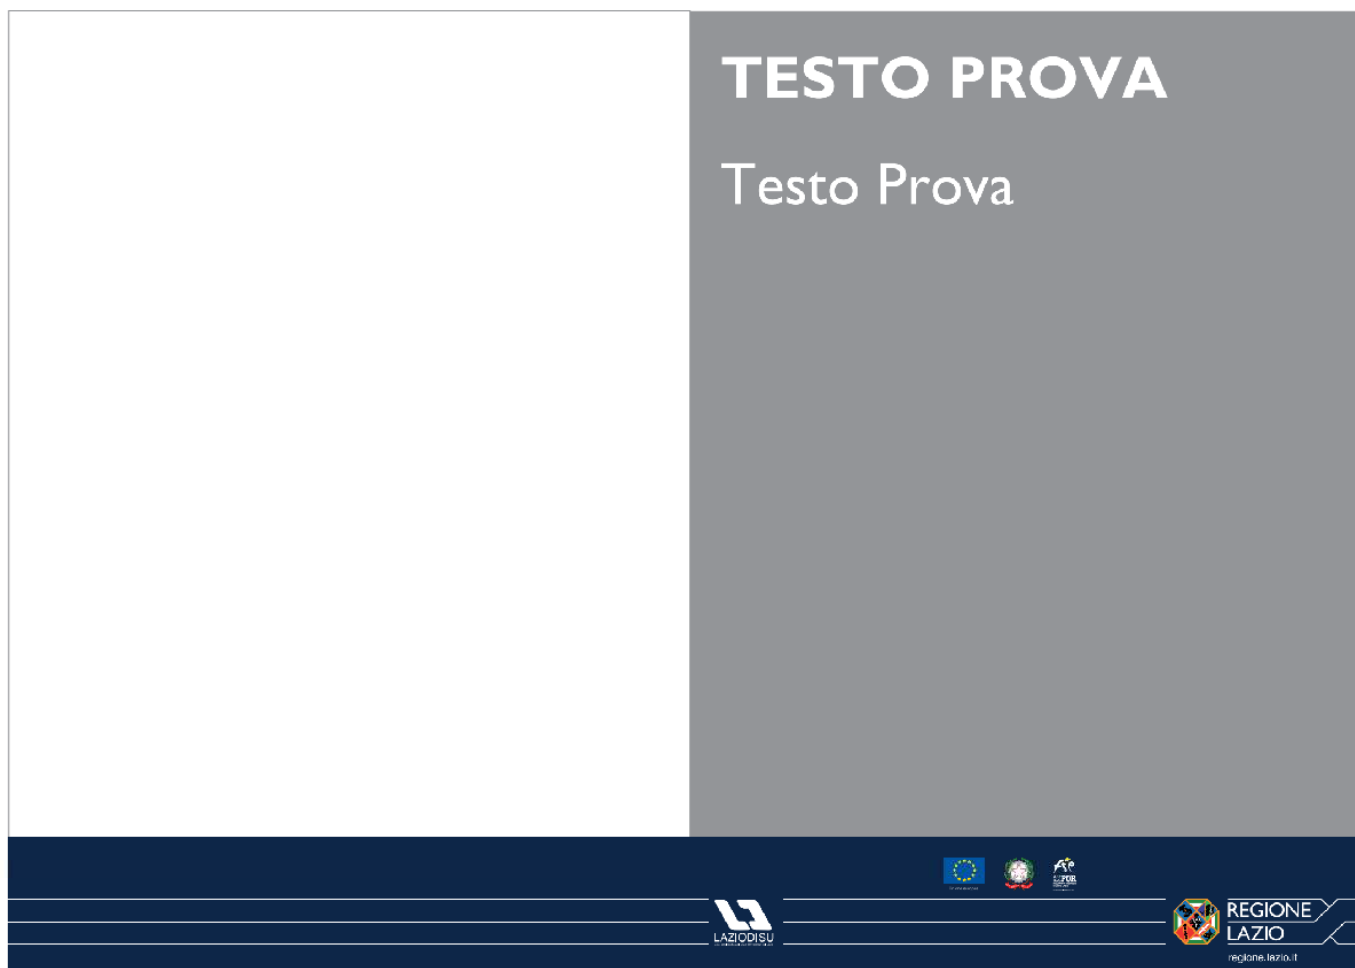 TESTO PROVA
Testo Prova
LAZIODISU
REGIONE
LAZIO
regione.lazio.it